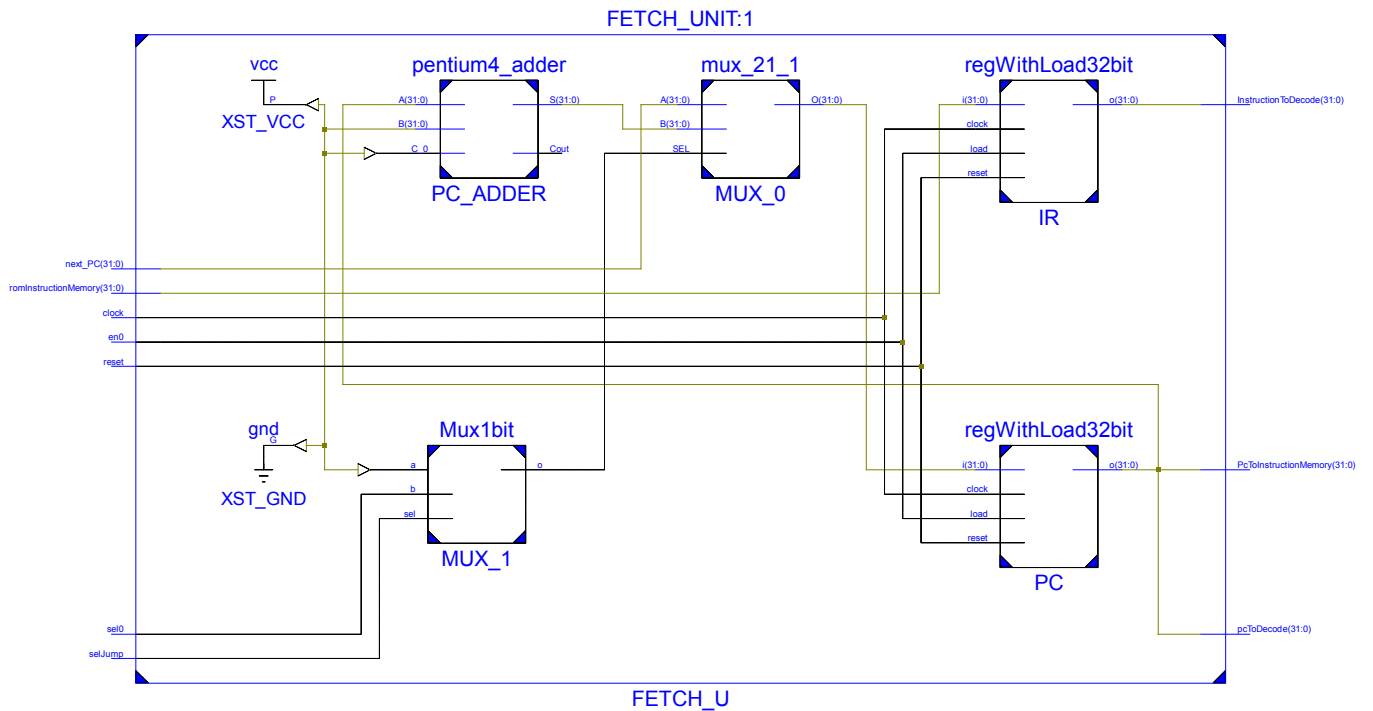 FETCH_UNIT:1
vcc
P
XST_VCC
pentium4_adder
A(31:0)
B(31:0)
C_0
S(31:0)
Cout
PC_ADDER
mux_21_1
A(31:0)
B(31:0)
SEL
O(31:0)
MUX_0
regWithLoad32bit
i(31:0)
clock
load
reset
o(31:0)
IR
InstructionToDecode(31:0)
next_PC(31:0)
romInstructionMemory(31:0)
clock
en0
reset
gnd
G
XST_GND
Mux1bit
a
b
sel
o
MUX_1
regWithLoad32bit
i(31:0)
clock
load
reset
o(31:0)
PC
PcToInstructionMemory(31:0)
pcToDecode(31:0)
sel0
selJump
FETCH_U